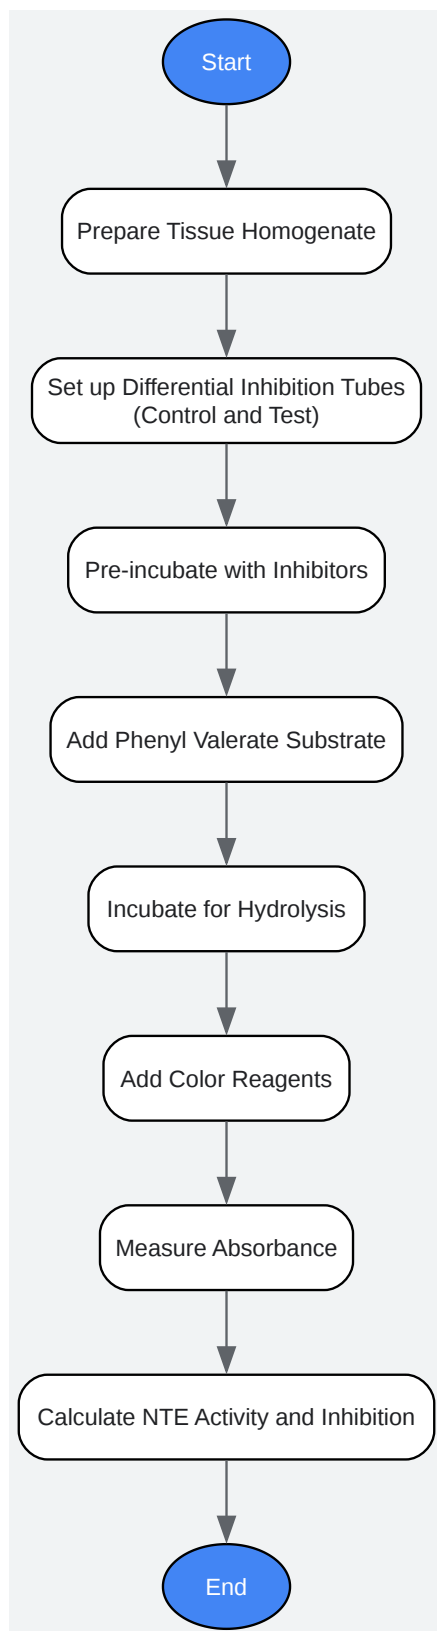 Start
Prepare Tissue Homogenate
Set up Differential Inhibition Tubes
(Control and Test)
Pre-incubate with Inhibitors
Add Phenyl Valerate Substrate
Incubate for Hydrolysis
Add Color Reagents
Measure Absorbance
Calculate NTE Activity and Inhibition
End